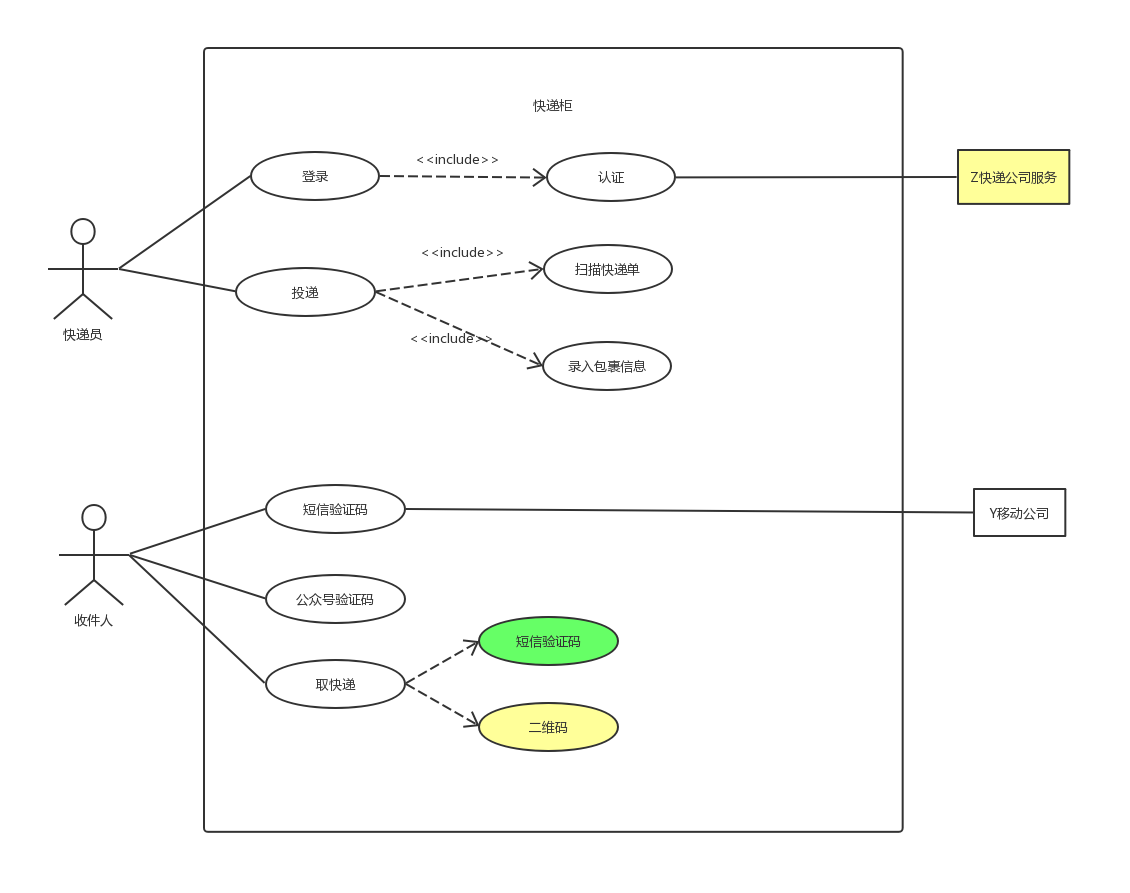 快递柜
<<include>>
登录
认证
Z快递公司服务
<<include>>
扫描快递单
投递
快递员
<<include>>
录入包裹信息
短信验证码
Y移动公司
公众号验证码
收件人
短信验证码
取快递
二维码